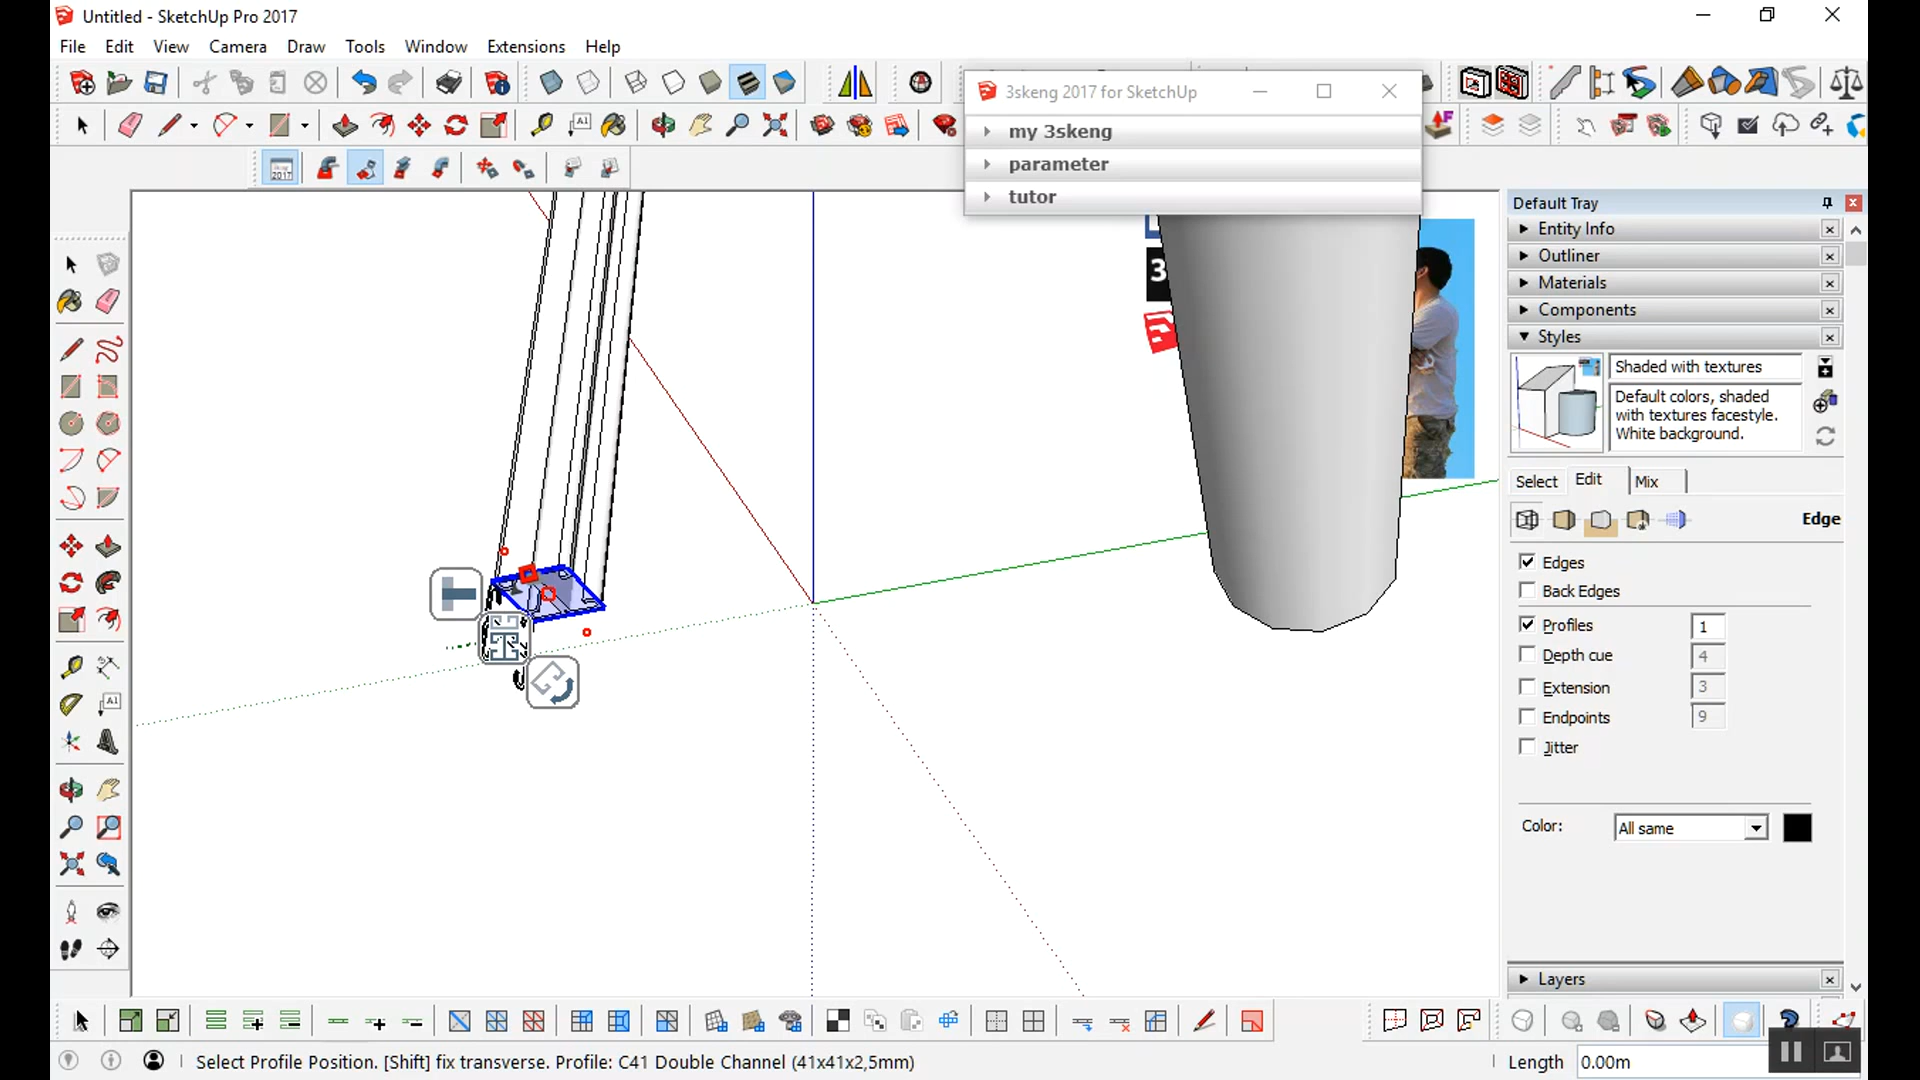 Untitled - SketchUp Pro 2017
File Edit View Camera Draw Tools Window Extensions Help
3skeng 2017 for SketchUp
my 3skeng
parameter
tutor
2017
A1
F
3
Default Tray
Entity Info
Outliner
Materials
Components
Styles
Shaded with textures
Default colors, shaded
with textures facestyle.
White background.
Select Edit Mix
Edge
Edges
Back Edges
Profiles 1
Depth cue 4
Extension 3
Endpoints 9
Jitter
Color: All same
Layers
A1
Select Profile Position. [Shift] fix transverse. Profile: C41 Double Channel (41x41x2,5mm)
Length 0.00m